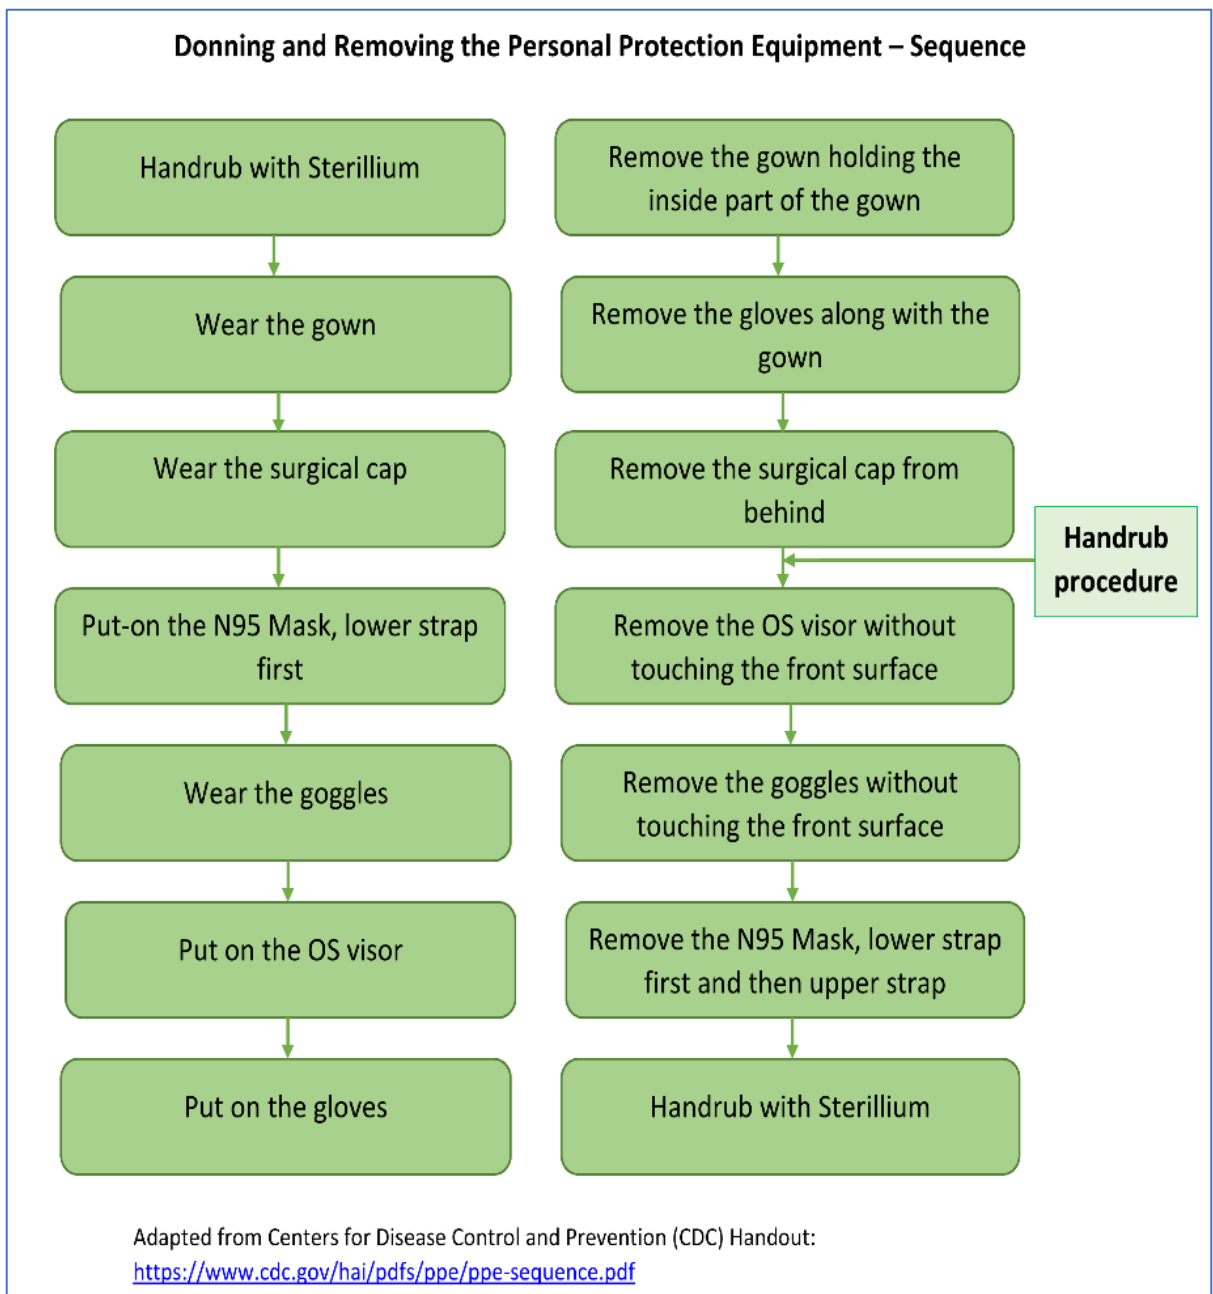 Donning and Removing the Personal Protection Equipment – Sequence
Handrub with Sterillium
Wear the gown
Wear the surgical cap
Put-on the N95 Mask, lower strap
first
Wear the goggles
Put on the OS visor
Put on the gloves
Remove the gown holding the
inside part of the gown
Remove the gloves along with the
gown
Remove the surgical cap from
behind
Handrub
procedure
Remove the OS visor without
touching the front surface
Remove the goggles without
touching the front surface
Remove the N95 Mask, lower strap
first and then upper strap
Handrub with Sterillium
Adapted from Centers for Disease Control and Prevention (CDC) Handout:
https://www.cdc.gov/hai/pdfs/ppe/ppe-sequence.pdf